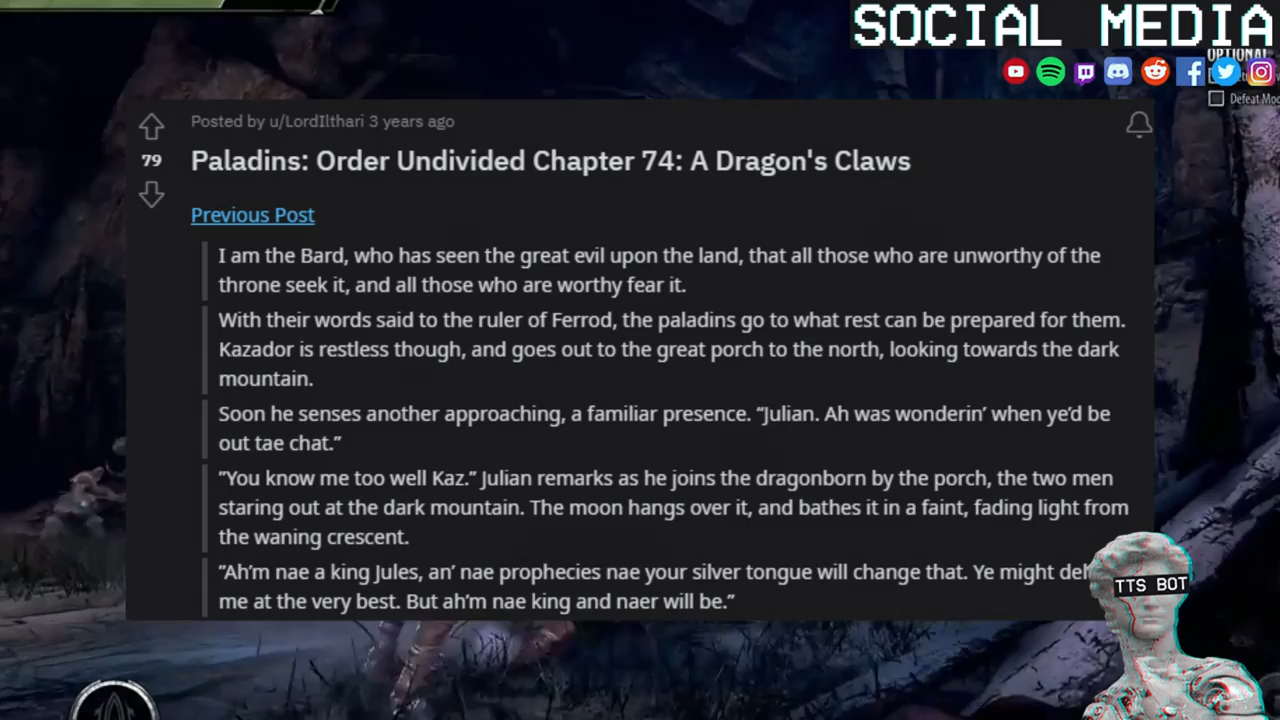 SOCIAL MEDIA
OPTIONAL
Defeat
Posted by u/LordIlthari 3 years ago
79
Paladins: Order Undivided Chapter 74: A Dragon's Claws
Previous Post
I am the Bard, who has seen the great evil upon the land, that all those who are unworthy of the
throne seek it, and all those who are worthy fear it.
With their words said to the ruler of Ferrod, the paladins go to what rest can be prepared for them.
Kazador is restless though, and goes out to the great porch to the north, looking towards the dark
mountain.
Soon he senses another approaching, a familiar presence. “Julian. Ah was wonderin’ when ye’d be
out tae chat.”
”You know me too well Kaz.” Julian remarks as he joins the dragonborn by the porch, the two men
staring out at the dark mountain. The moon hangs over it, and bathes it in a faint, fading light from
the waning crescent.
”Ah’m nae a king Jules, an’ nae prophecies nae your silver tongue will change that. Ye might
me at the very best. But ah’m nae king and naer will be.”
TTS BOT